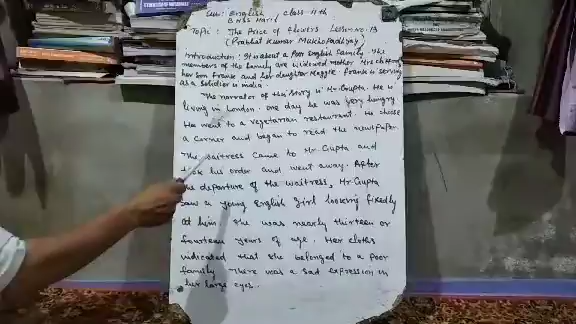 Sub: English Class 11th
Topic: The Price of Flowers Lesson no. 13
(Prabhat Kumar Mukhopadhyay)
Introduction: It is about a Poor English family. The
members of the family are widowed mother Mrs Clifford,
her son Frank and her daughter Maggie. Frank is serving
as a Soldier in India.
The narrator of the story is Mr. Gupta. He is
living in London. One day he was very hungry.
He went to a vegetarian restaurant. He chose
a corner and began to read the newspaper.
The waitress came to Mr. Gupta and
took his order and went away. After
the departure of the waitress, Mr. Gupta
saw a young English girl looking fixedly
at him. She was nearly thirteen or
fourteen years of age. Her cloths
indicated that she belonged to a poor
family. There was a sad expression in
her large eyes.